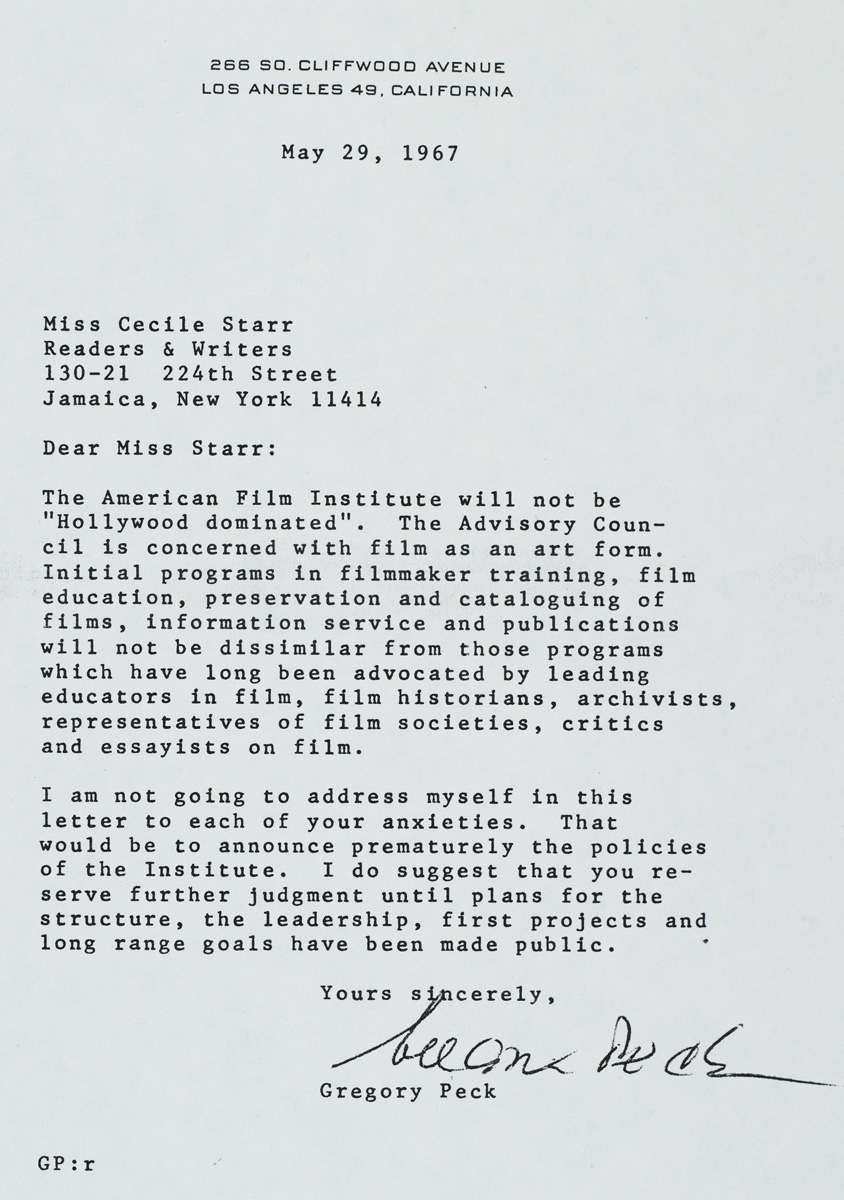 266 SO. CLIFFWOOD AVENUE
LOS ANGELES 49, CALIFORNIA
May 29, 1967
Miss Cecile Starr
Readers & Writers
130-21  224th Street
Jamaica, New York 11414
Dear Miss Starr:
The American Film Institute will not be
"Hollywood dominated".  The Advisory Coun-
cil is concerned with film as an art form.
Initial programs in filmmaker training, film
education, preservation and cataloguing of
films, information service and publications
will not be dissimilar from those programs
which have long been advocated by leading
educators in film, film historians, archivists,
representatives of film societies, critics
and essayists on film.
I am not going to address myself in this
letter to each of your anxieties.  That
would be to announce prematurely the policies
of the Institute.  I do suggest that you re-
serve further judgment until plans for the
structure, the leadership, first projects and
long range goals have been made public.
Yours sincerely,
Gregory Peck
Gregory Peck
GP:r